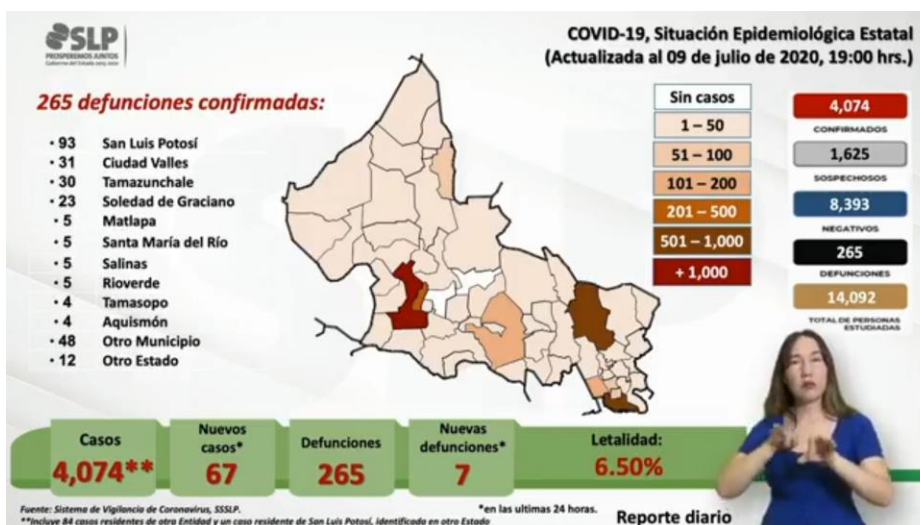 SLP
PROSPEREMOS JUNTOS
Gobierno del Estado 2015-2021
COVID-19, Situación Epidemiológica Estatal
(Actualizada al 09 de julio de 2020, 19:00 hrs.)
265 defunciones confirmadas:
• 93 San Luis Potosí
• 31 Ciudad Valles
• 30 Tamazunchale
• 23 Soledad de Graciano
• 5 Matlapa
• 5 Santa María del Río
• 5 Salinas
• 5 Rioverde
• 4 Tamasopo
• 4 Aquismón
• 48 Otro Municipio
• 12 Otro Estado
Sin casos
1 – 50
51 – 100
101 – 200
201 – 500
501 – 1,000
+ 1,000
4,074
CONFIRMADOS
1,625
SOSPECHOSOS
8,393
NEGATIVOS
265
DEFUNCIONES
14,092
TOTAL DE PERSONAS
ESTUDIADAS
Casos
4,074**
Nuevos
casos*
67
Defunciones
265
Nuevas
defunciones*
7
Letalidad:
6.50%
Fuente: Sistema de Vigilancia de Coronavirus, SSSLP.
*en las ultimas 24 horas.
**Incluye 84 casos residentes de otra Entidad y un caso residente de San Luis Potosí, identificado en otro Estado
Reporte diario